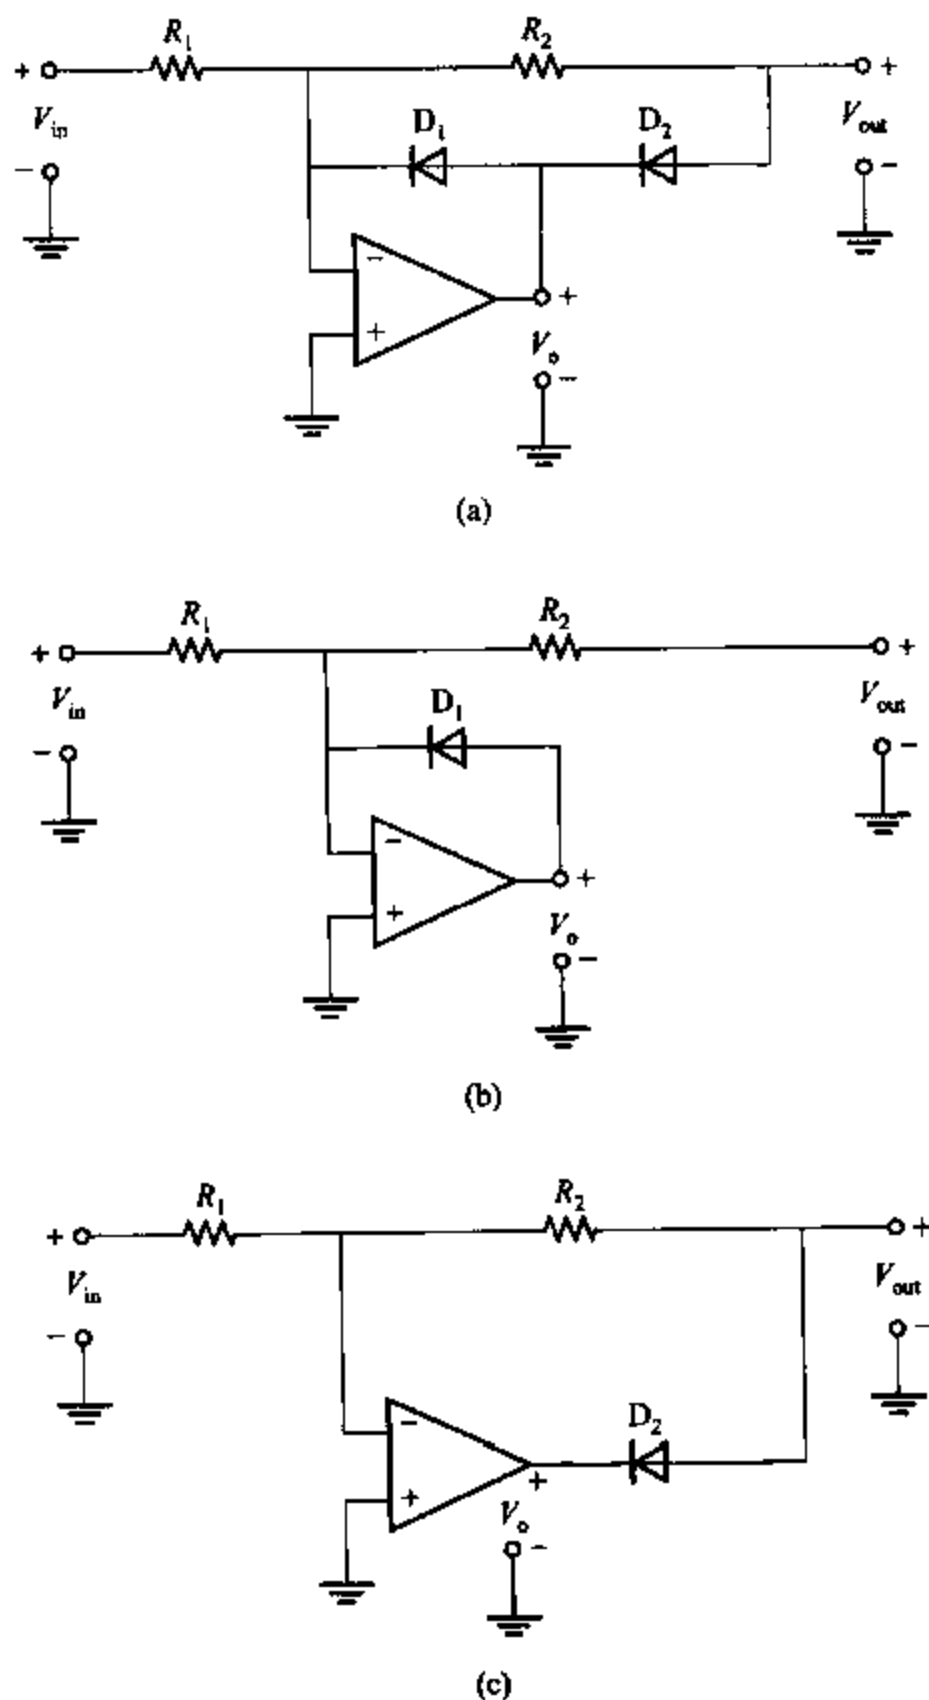 R1 R2
+ + 
D1 D2
Vin Vout
- -
-
+ +
Vo
-
(a)
R1 R2
+ +
D1
Vin Vout
- -
-
+ +
Vo
-
(b)
R1 R2
+ +
Vin Vout
- -
-
D2
+ +
Vo
-
(c)